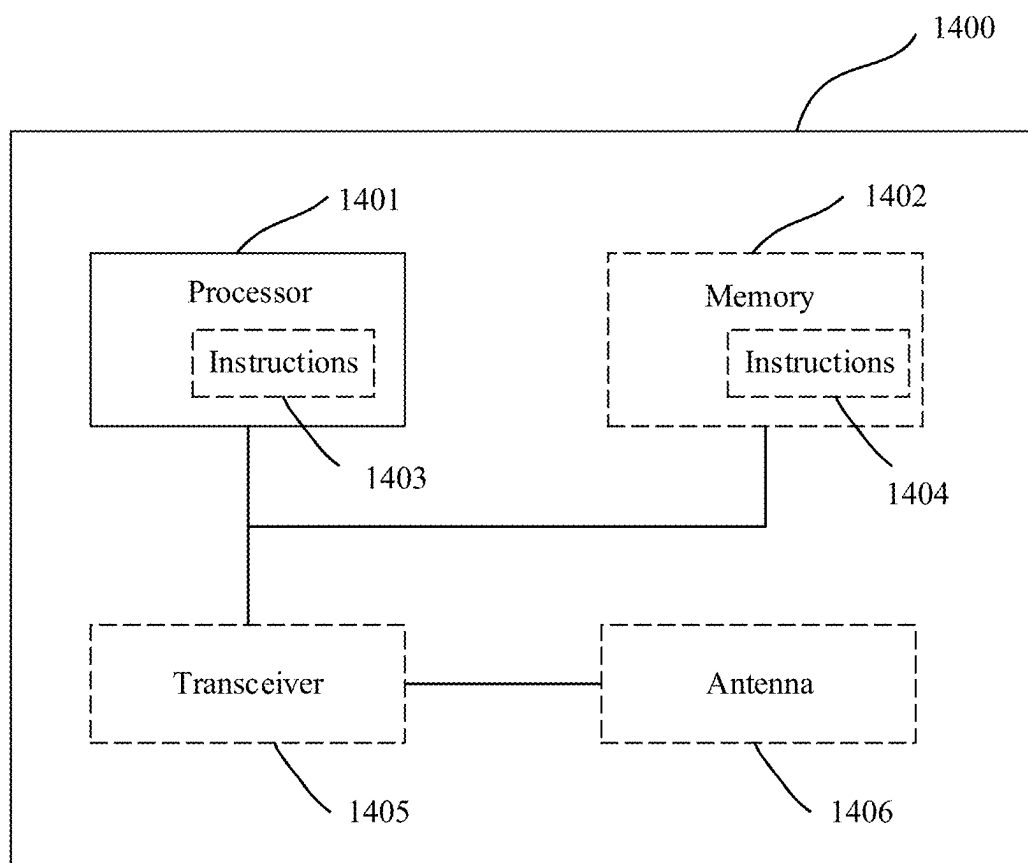 1400
1401
1402
Processor
Memory
Instructions
Instructions
1403
1404
Transceiver
Antenna
1405
1406